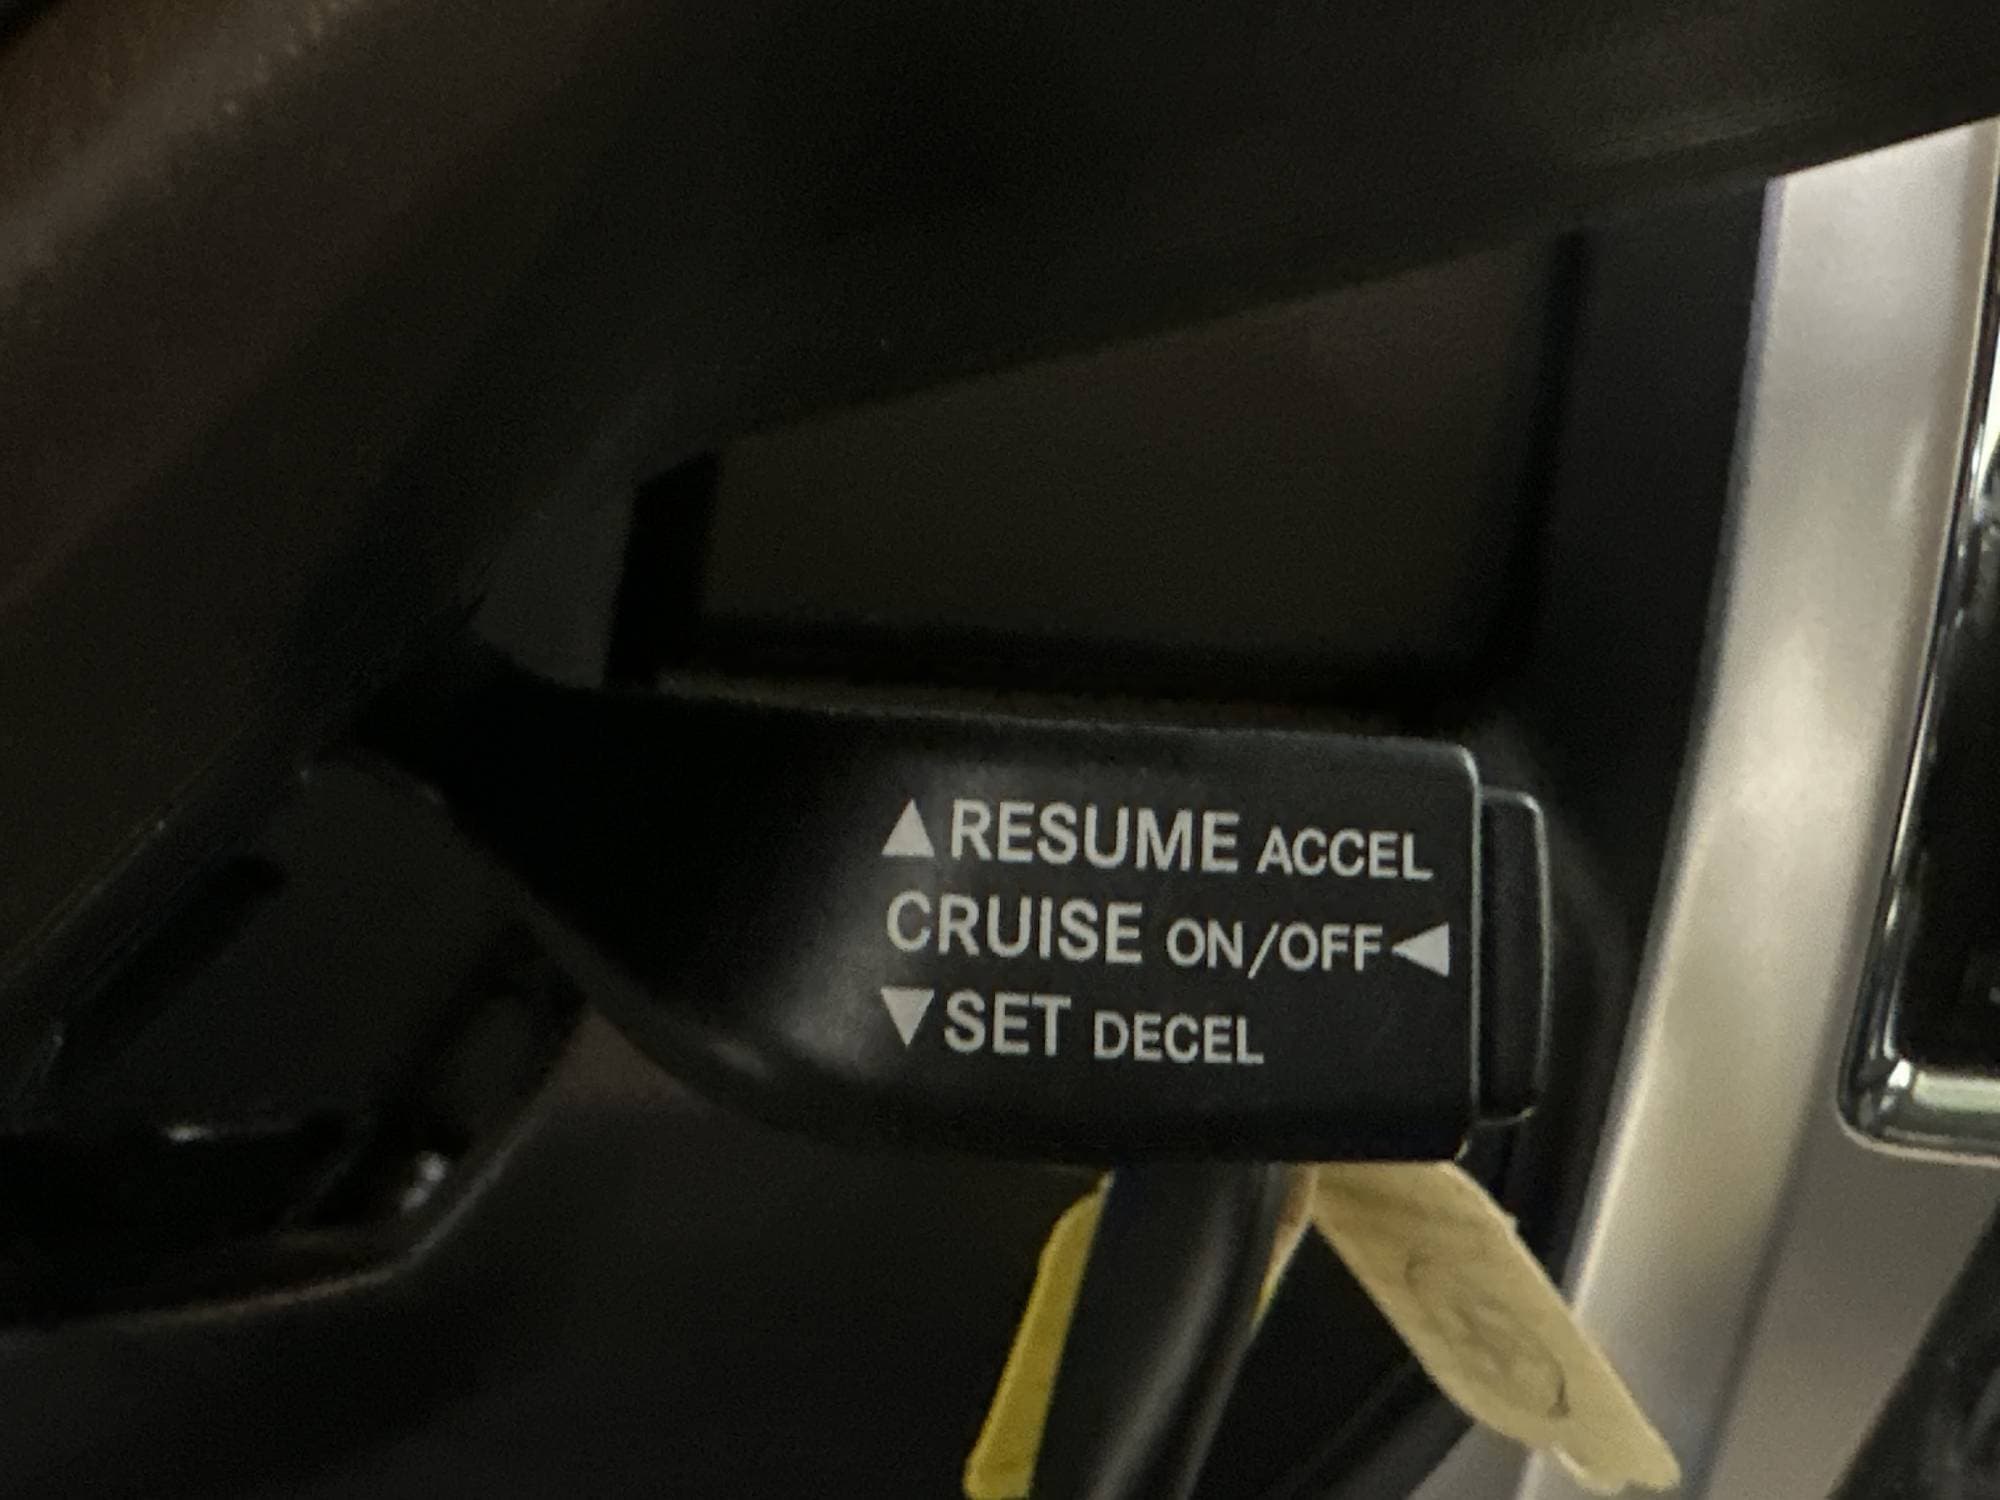 ▲RESUME ACCEL
CRUISE ON/OFF◀
▼SET DECEL